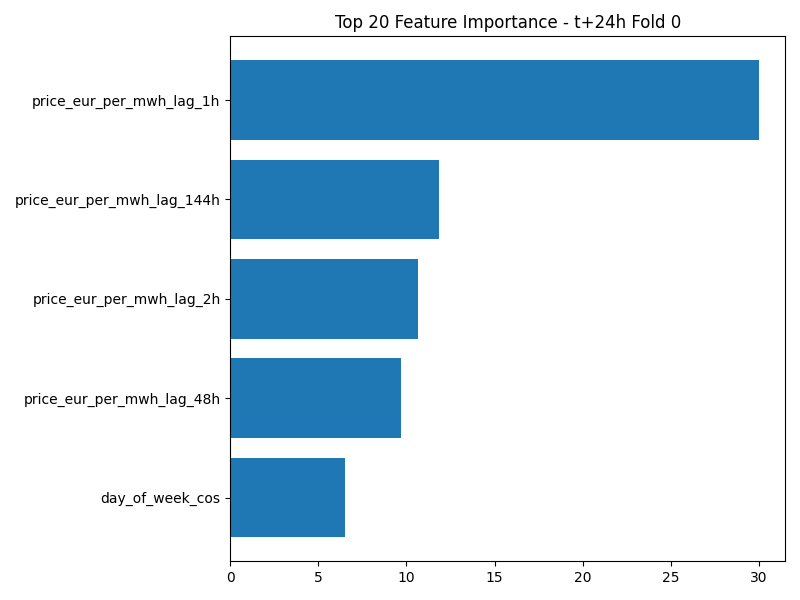 Top 20 Feature Importance - t+24h Fold 0
price_eur_per_mwh_lag_1h
price_eur_per_mwh_lag_144h
price_eur_per_mwh_lag_2h
price_eur_per_mwh_lag_48h
day_of_week_cos
0 5 10 15 20 25 30